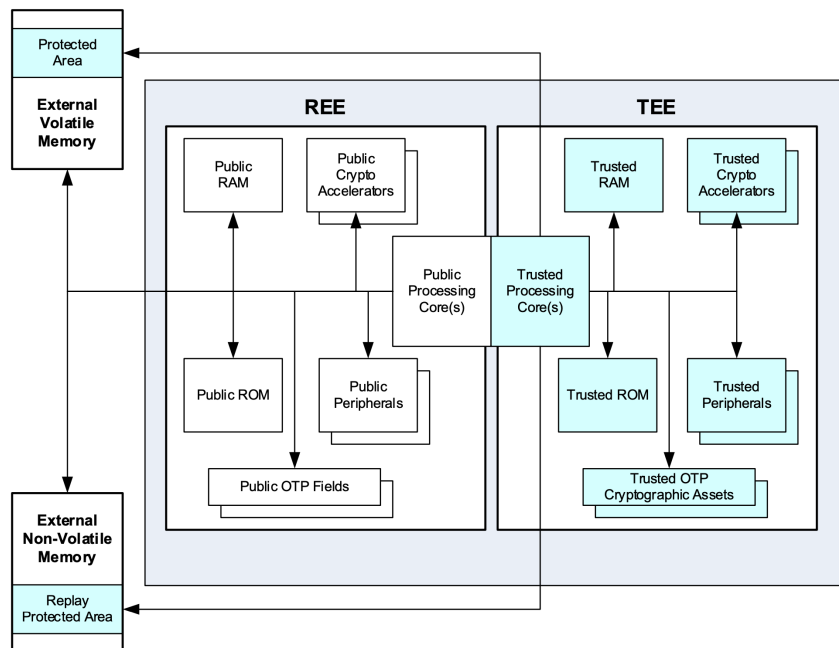 Protected
Area
External
Volatile
Memory
REE
TEE
Public
RAM
Public
Crypto
Accelerators
Trusted
RAM
Trusted
Crypto
Accelerators
Public
Processing
Core(s)
Trusted
Processing
Core(s)
Public ROM
Public
Peripherals
Trusted ROM
Trusted
Peripherals
Public OTP Fields
Trusted OTP
Cryptographic Assets
External
Non-Volatile
Memory
Replay
Protected Area